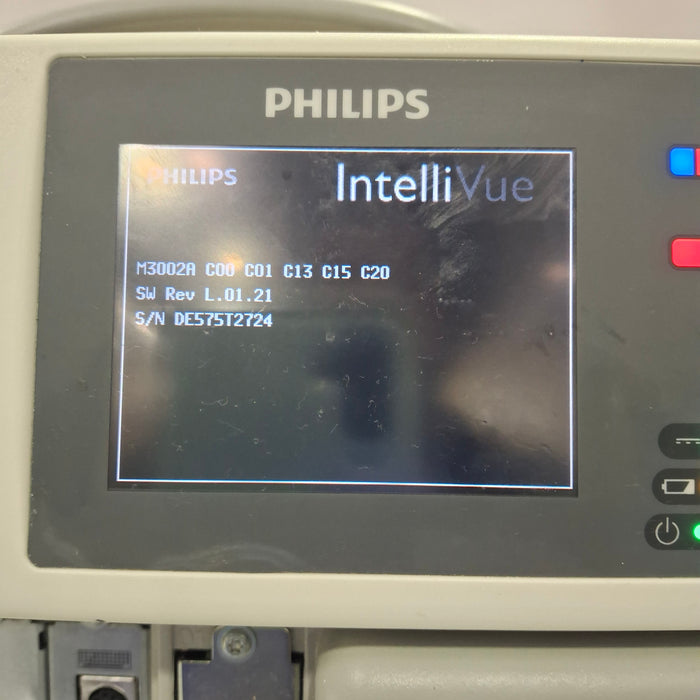 PHILIPS
PHILIPS IntelliVue
M3002A C00 C01 C13 C15 C20
SW Rev L.01.21
S/N DE575T2724